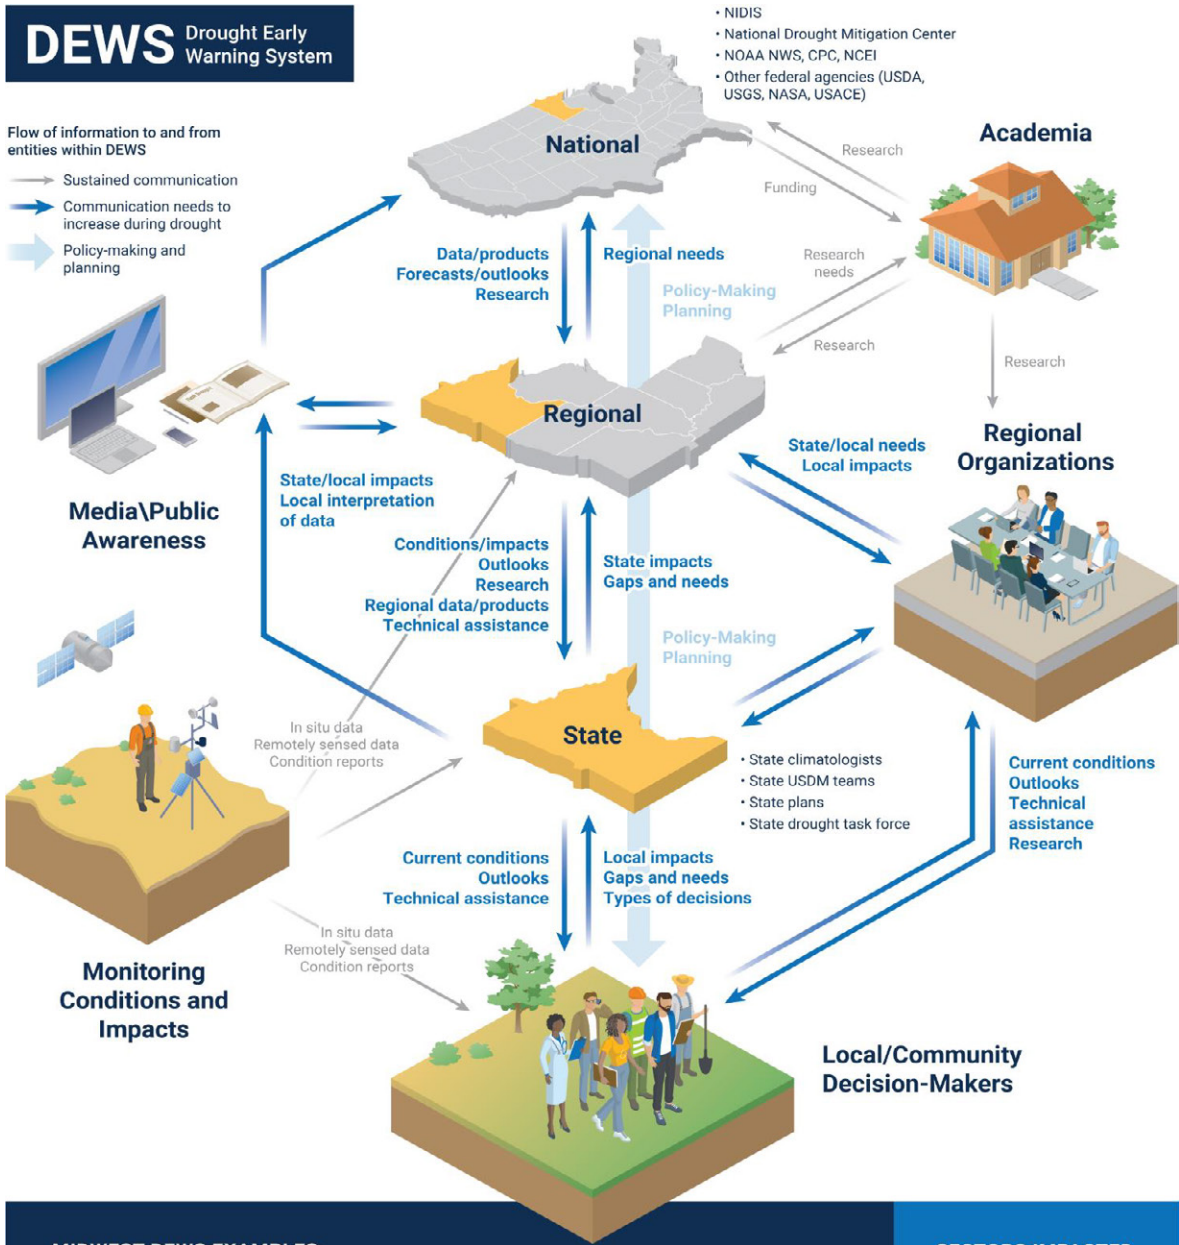 DEWS Drought Early
Warning System
• NIDIS
• National Drought Mitigation Center
• NOAA NWS, CPC, NCEI
• Other federal agencies (USDA,
USGS, NASA, USACE)
Flow of information to and from
entities within DEWS
Sustained communication
Communication needs to
increase during drought
Policy-making and
planning
National
Academia
Research
Funding
Data/products
Forecasts/outlooks
Research
Regional needs
Policy-Making
Planning
Research
needs
Research
Research
Regional
Regional
Organizations
State/local needs
Local impacts
Media\Public
Awareness
State/local impacts
Local interpretation
of data
Conditions/impacts
Outlooks
Research
Regional data/products
Technical assistance
State impacts
Gaps and needs
Policy-Making
Planning
State
In situ data
Remotely sensed data
Condition reports
• State climatologists
• State USDM teams
• State plans
• State drought task force
Current conditions
Outlooks
Technical
assistance
Research
Current conditions
Outlooks
Technical assistance
Local impacts
Gaps and needs
Types of decisions
In situ data
Remotely sensed data
Condition reports
Monitoring
Conditions and
Impacts
Local/Community
Decision-Makers
MIDWEST DEWS EXAMPLES
SECTORS IMPACTED